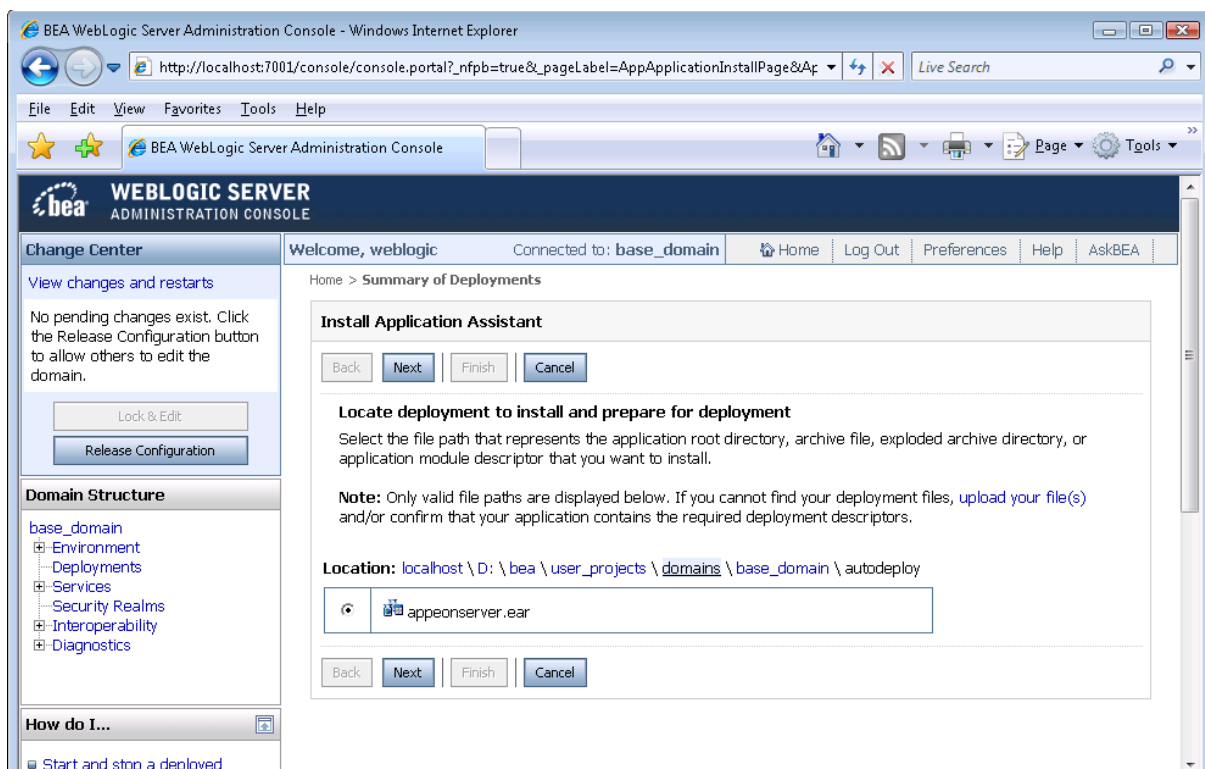 BEA WebLogic Server Administration Console - Windows Internet Explorer
http://localhost:7001/console/console.portal?_nfpb=true&_pageLabel=AppApplicationInstallPage&Ap
Live Search
File Edit View Favorites Tools Help
BEA WebLogic Server Administration Console
Page Tools
bea WEBLOGIC SERVER
ADMINISTRATION CONSOLE
Change Center
View changes and restarts
No pending changes exist. Click
the Release Configuration button
to allow others to edit the
domain.
Lock & Edit
Release Configuration
Domain Structure
base_domain
Environment
Deployments
Services
Security Realms
Interoperability
Diagnostics
How do I...
Start and stop a deployed
Welcome, weblogic Connected to: base_domain Home Log Out Preferences Help AskBEA
Home > Summary of Deployments
Install Application Assistant
Back Next Finish Cancel
Locate deployment to install and prepare for deployment
Select the file path that represents the application root directory, archive file, exploded archive directory, or
application module descriptor that you want to install.
Note: Only valid file paths are displayed below. If you cannot find your deployment files, upload your file(s)
and/or confirm that your application contains the required deployment descriptors.
Location: localhost \ D: \ bea \ user_projects \ domains \ base_domain \ autodeploy
appeonserver.ear
Back Next Finish Cancel